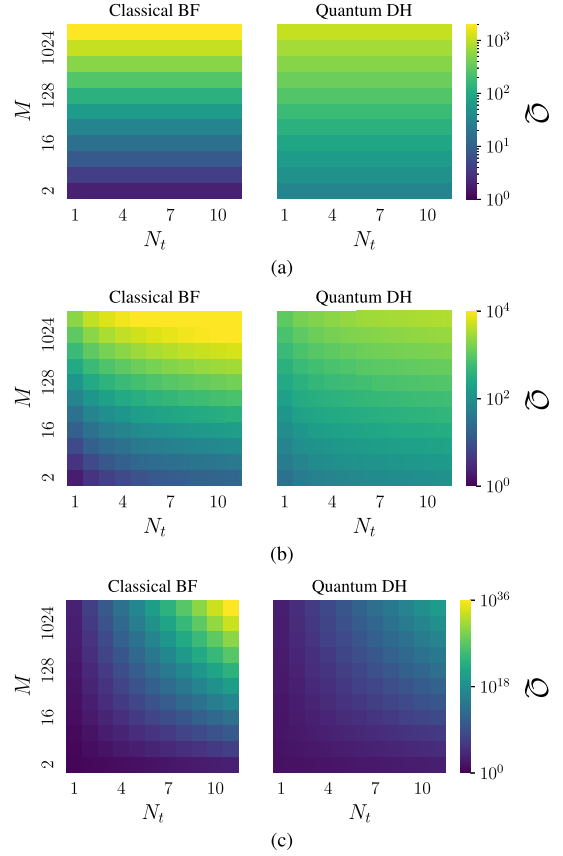 Classical BF Quantum DH
1024
128
16
2
M
1 4 7 10
1 4 7 10
N_t
N_t
10^3
10^2
10^1
10^0
𝒬
(a)
Classical BF Quantum DH
1024
128
16
2
M
1 4 7 10
1 4 7 10
N_t
N_t
10^4
10^2
10^0
𝒬
(b)
Classical BF Quantum DH
1024
128
16
2
M
1 4 7 10
1 4 7 10
N_t
N_t
10^36
10^18
10^0
𝒬
(c)